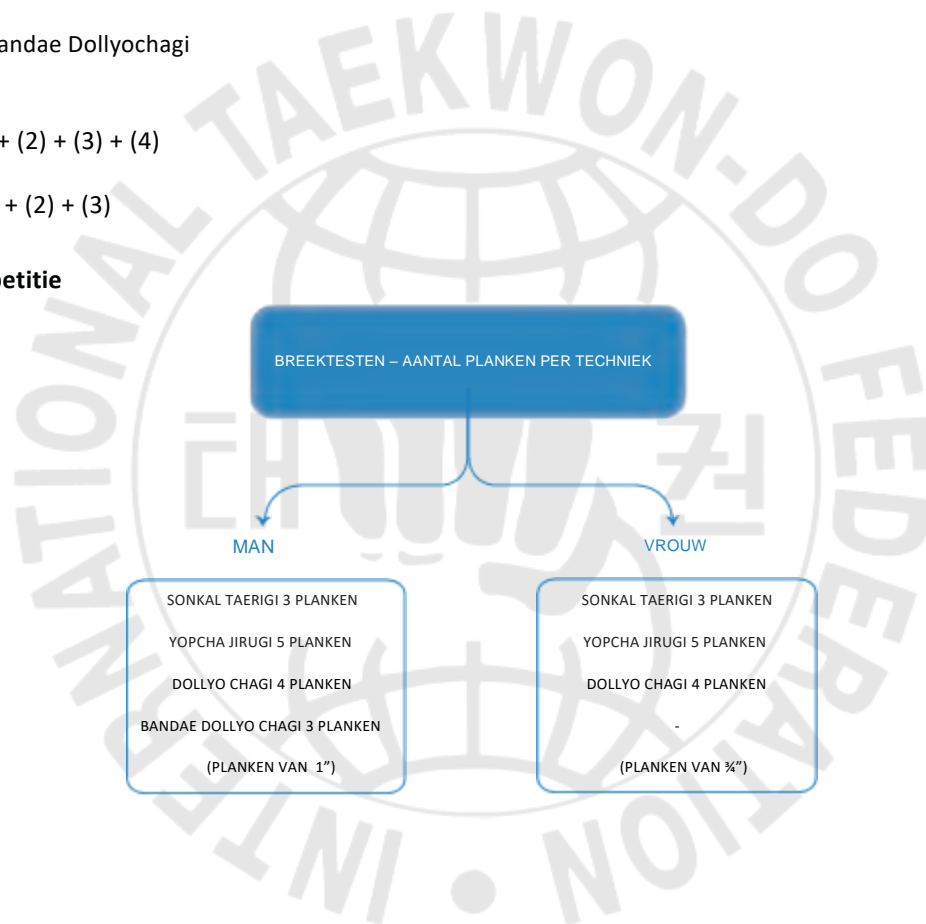 andae Dollyochagi
+ (2) + (3) + (4)
+ (2) + (3)
etitie
BREEKTESTEN – AANTAL PLANKEN PER TECHNIEK
MAN
SONKAL TAERIGI 3 PLANKEN
YOPCHA JIRUGI 5 PLANKEN
DOLLYO CHAGI 4 PLANKEN
BANDAE DOLLYO CHAGI 3 PLANKEN
(PLANKEN VAN 1”)
VROUW
SONKAL TAERIGI 3 PLANKEN
YOPCHA JIRUGI 5 PLANKEN
DOLLYO CHAGI 4 PLANKEN
-
(PLANKEN VAN ¾”)
INTERNATIONAL TAEKWON-DO FEDERATION
태 권